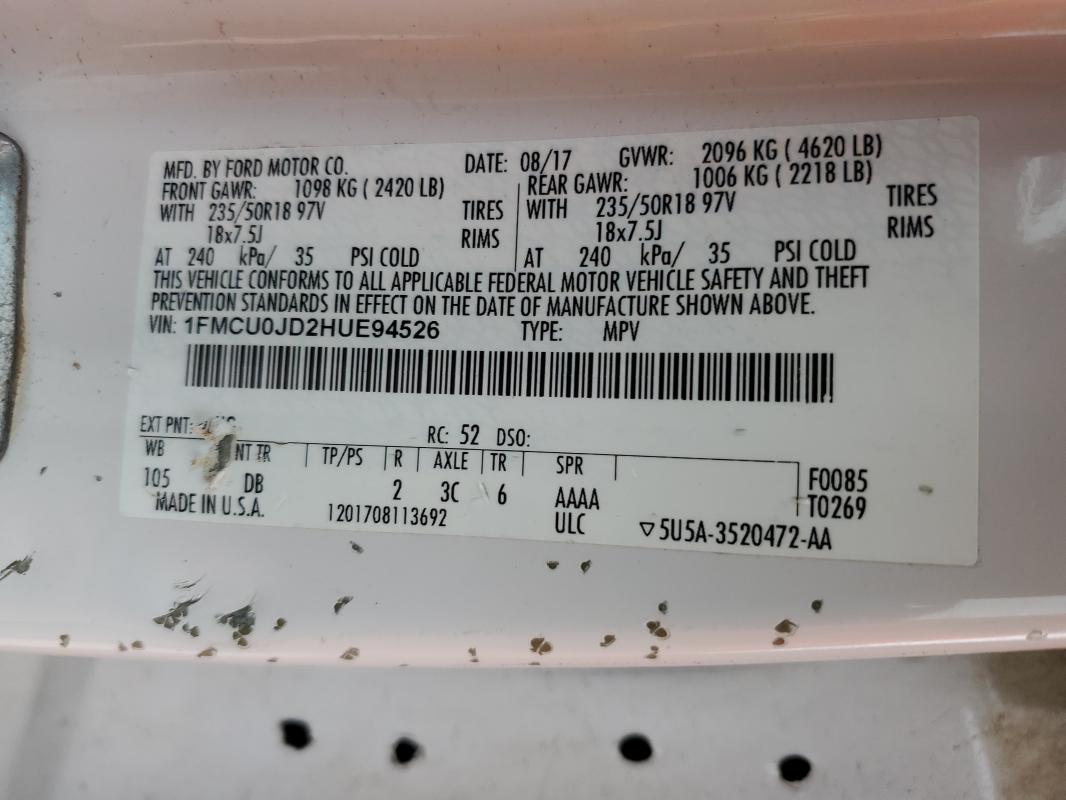 MFD. BY FORD MOTOR CO. DATE: 08/17 GVWR: 2096 KG ( 4620 LB)
FRONT GAWR: 1098 KG ( 2420 LB) REAR GAWR: 1006 KG ( 2218 LB)
WITH 235/50R18 97V TIRES WITH 235/50R18 97V TIRES
18x7.5J RIMS 18x7.5J RIMS
AT 240 kPa/ 35 PSI COLD AT 240 kPa/ 35 PSI COLD
THIS VEHICLE CONFORMS TO ALL APPLICABLE FEDERAL MOTOR VEHICLE SAFETY AND THEFT
PREVENTION STANDARDS IN EFFECT ON THE DATE OF MANUFACTURE SHOWN ABOVE.
VIN: 1FMCU0JD2HUE94526 TYPE: MPV
EXT PNT: RC: 52 DSO:
WB NT TR TP/PS R AXLE TR SPR
105 DB 2 3C 6 AAAA F0085
MADE IN U.S.A. 1201708113692 ULC T0269
▽5U5A-3520472-AA